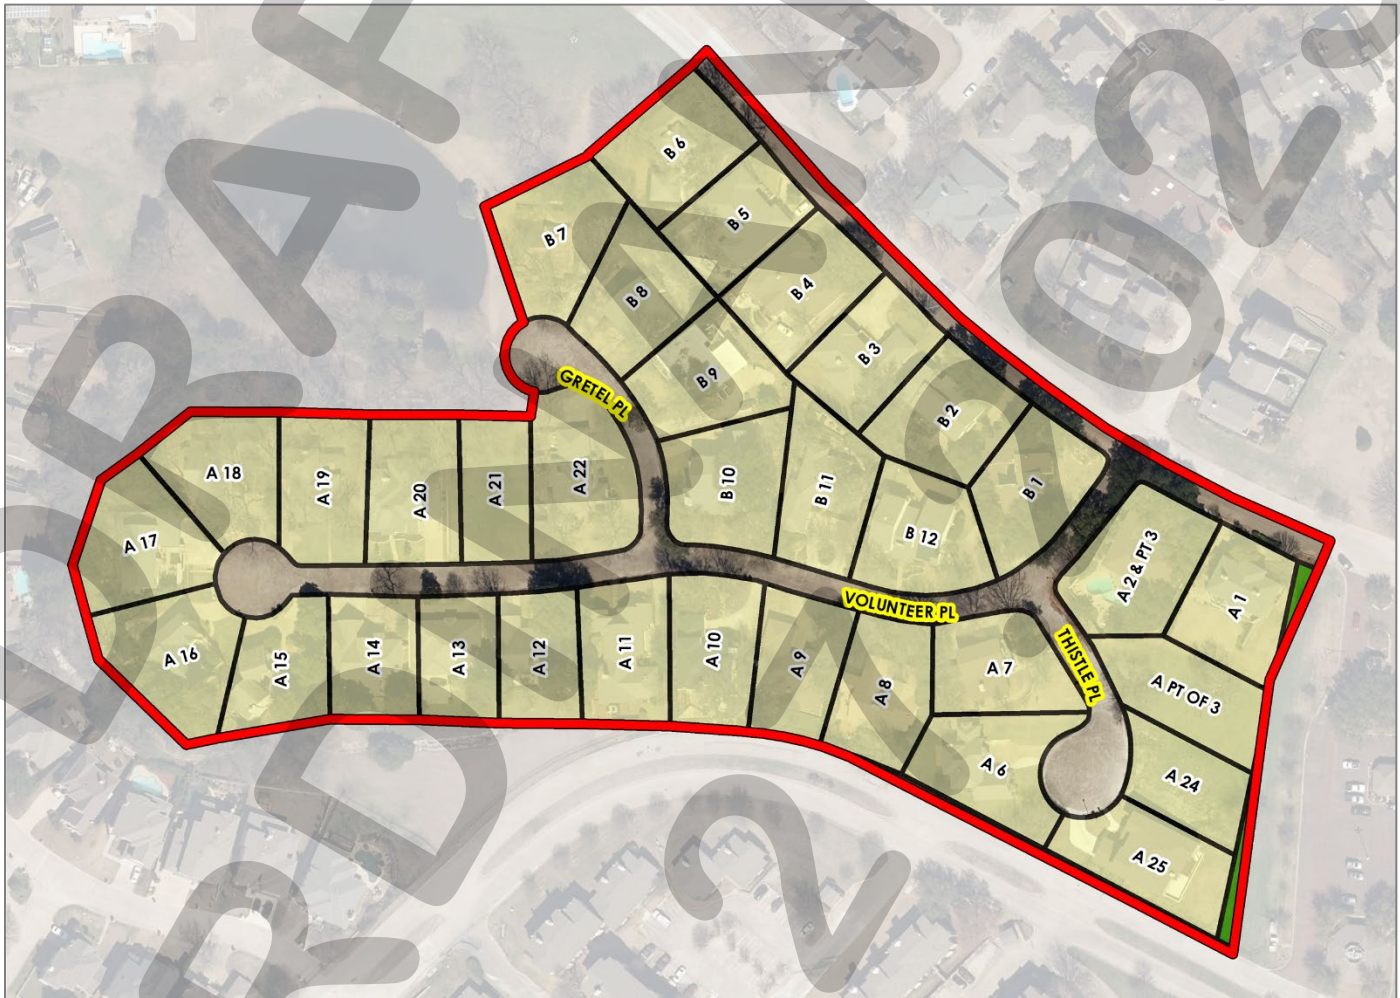 B 6
B 5
B 7
B 4
B 8
B 3
B 9
GRETEL PL
B 2
A 18
A 19
A 20
A 21
A 22
B 10
B 11
B 1
B 12
A 17
A 2 & PT 3
A 1
VOLUNTEER PL
THISTLE PL
A 16
A 15
A 14
A 13
A 12
A 11
A 10
A 9
A 8
A 7
A PT OF 3
A 6
A 24
A 25